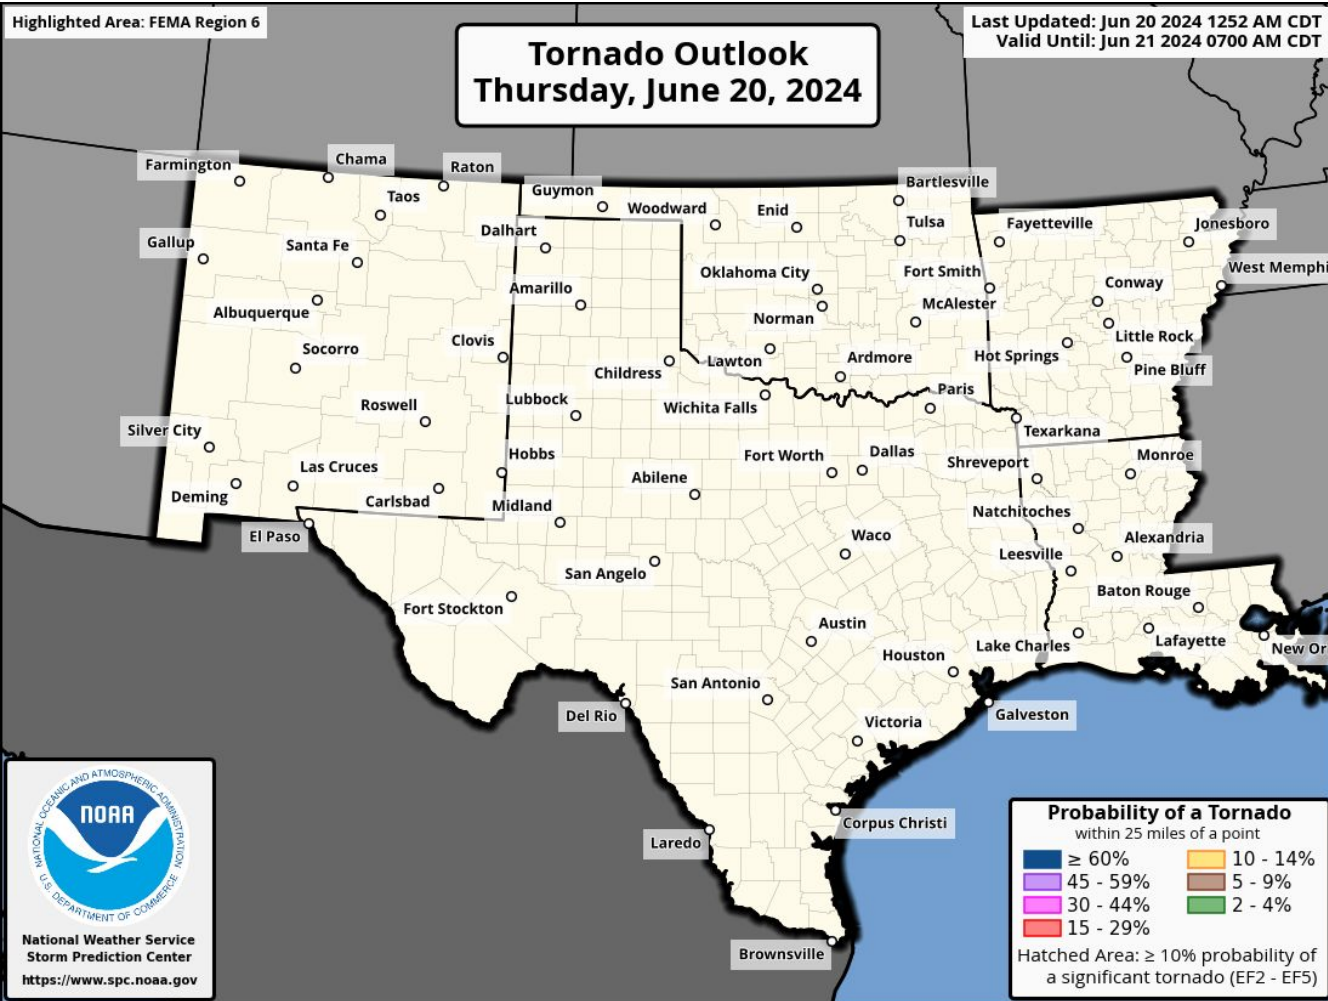 Highlighted Area: FEMA Region 6
Last Updated: Jun 20 2024 1252 AM CDT
Valid Until: Jun 21 2024 0700 AM CDT
Tornado Outlook
Thursday, June 20, 2024
Farmington
Chama
Raton
Taos
Guymon
Woodward
Enid
Bartlesville
Tulsa
Fayetteville
Jonesboro
Gallup
Santa Fe
Dalhart
Oklahoma City
Fort Smith
West Memphi
Albuquerque
Amarillo
Norman
McAlester
Conway
Little Rock
Socorro
Clovis
Childress
Lawton
Ardmore
Hot Springs
Pine Bluff
Roswell
Lubbock
Wichita Falls
Paris
Texarkana
Silver City
Las Cruces
Hobbs
Abilene
Fort Worth
Dallas
Shreveport
Monroe
Deming
Carlsbad
Midland
Natchitoches
El Paso
San Angelo
Waco
Leesville
Alexandria
Fort Stockton
Baton Rouge
Austin
Houston
Lake Charles
Lafayette
New Or
San Antonio
Del Rio
Victoria
Galveston
Laredo
Corpus Christi
Brownsville
NATIONAL OCEANIC AND ATMOSPHERIC ADMINISTRATION
NOAA
U.S. DEPARTMENT OF COMMERCE
National Weather Service
Storm Prediction Center
https://www.spc.noaa.gov
Probability of a Tornado
within 25 miles of a point
≥ 60%
45 - 59%
30 - 44%
15 - 29%
10 - 14%
5 - 9%
2 - 4%
Hatched Area: ≥ 10% probability of
a significant tornado (EF2 - EF5)